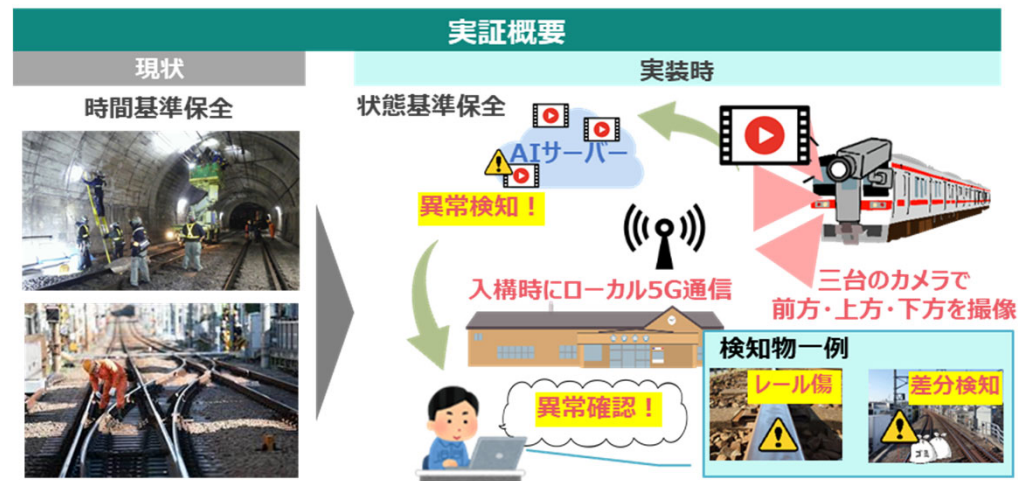 実証概要
現状
時間基準保全
実装時
状態基準保全
AIサーバー
異常検知！
入構時にローカル5G通信
三台のカメラで
前方・上方・下方を撮像
検知物一例
レール傷
差分検知
ゴミ
異常確認！